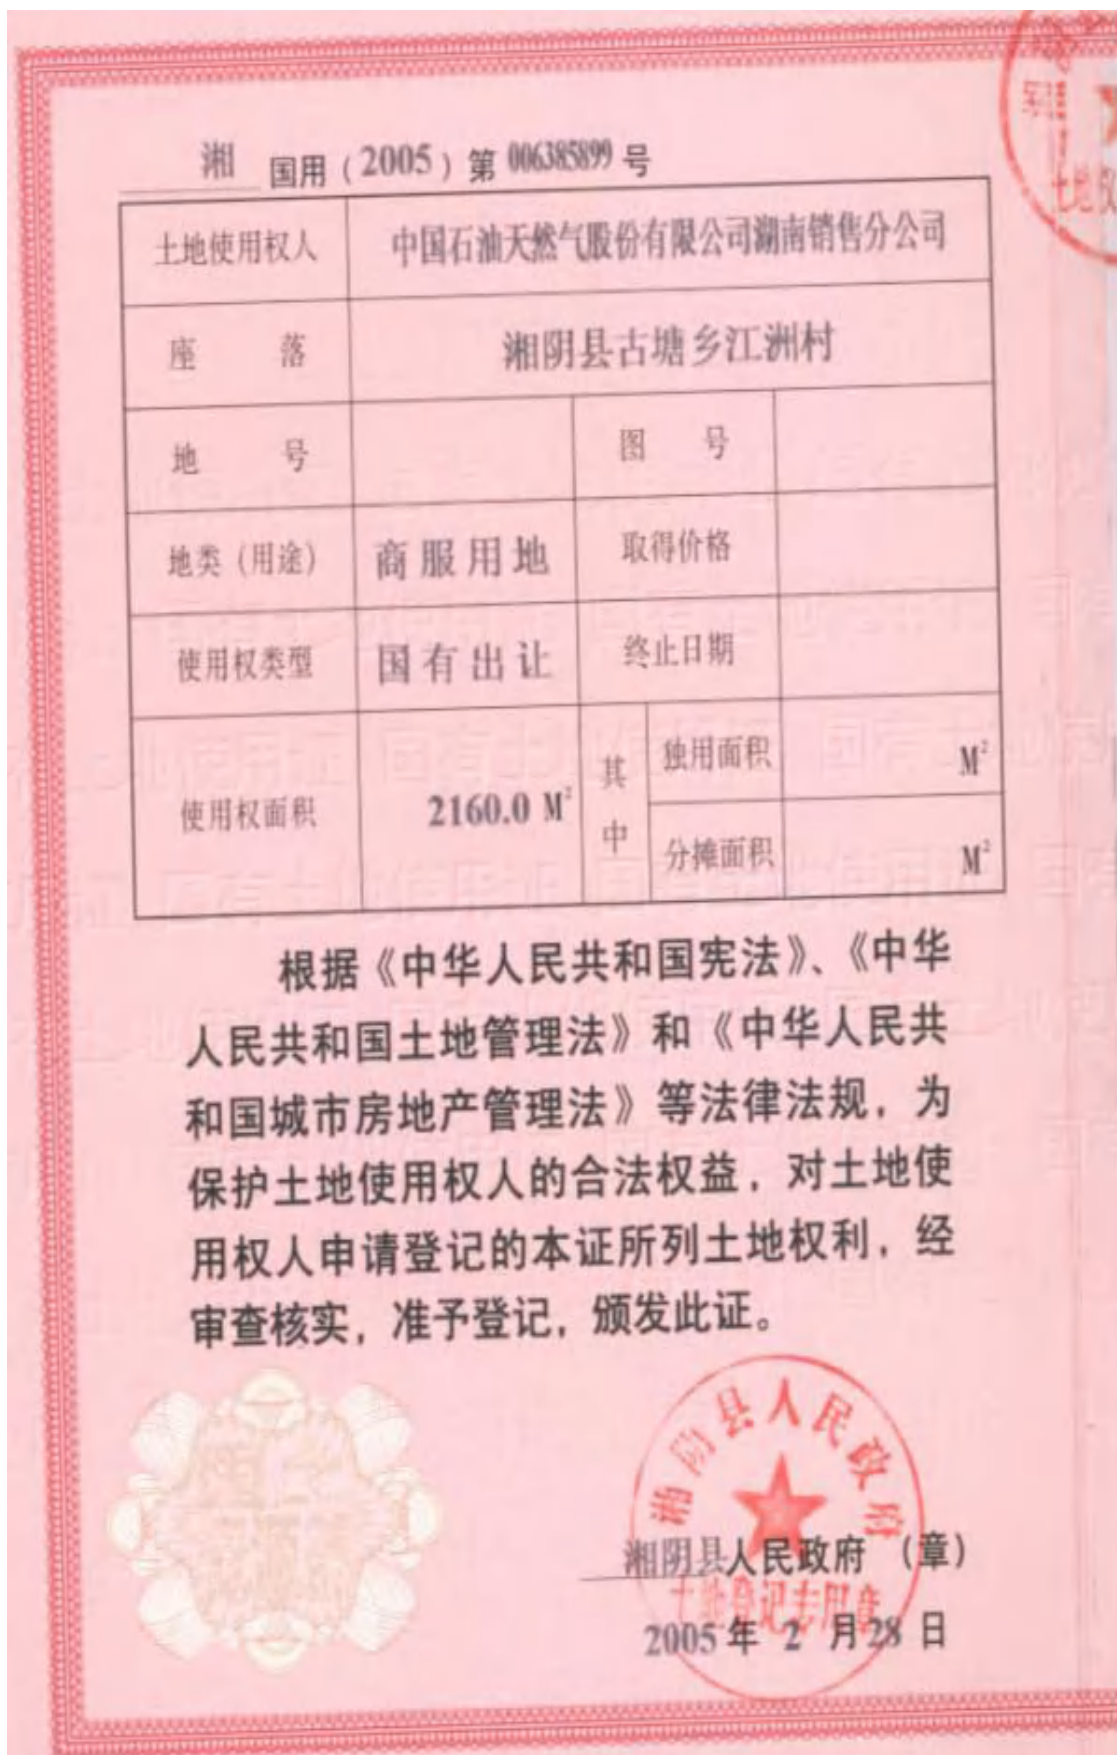 湘 国用（2005）第 006385899 号
土地使用权人 中国石油天然气股份有限公司湖南销售分公司
座 落 湘阴县古塘乡江洲村
地 号 图 号
地类（用途） 商服用地 取得价格
使用权类型 国有出让 终止日期
使用权面积 2160.0 M² 其中 独用面积 M²
分摊面积 M²
根据《中华人民共和国宪法》、《中华
人民共和国土地管理法》和《中华人民共
和国城市房地产管理法》等法律法规，为
保护土地使用权人的合法权益，对土地使
用权人申请登记的本证所列土地权利，经
审查核实，准予登记，颁发此证。
湘阴县人民政府
湘阴县人民政府 （章）
土地登记专用章
2005 年 2 月 28 日